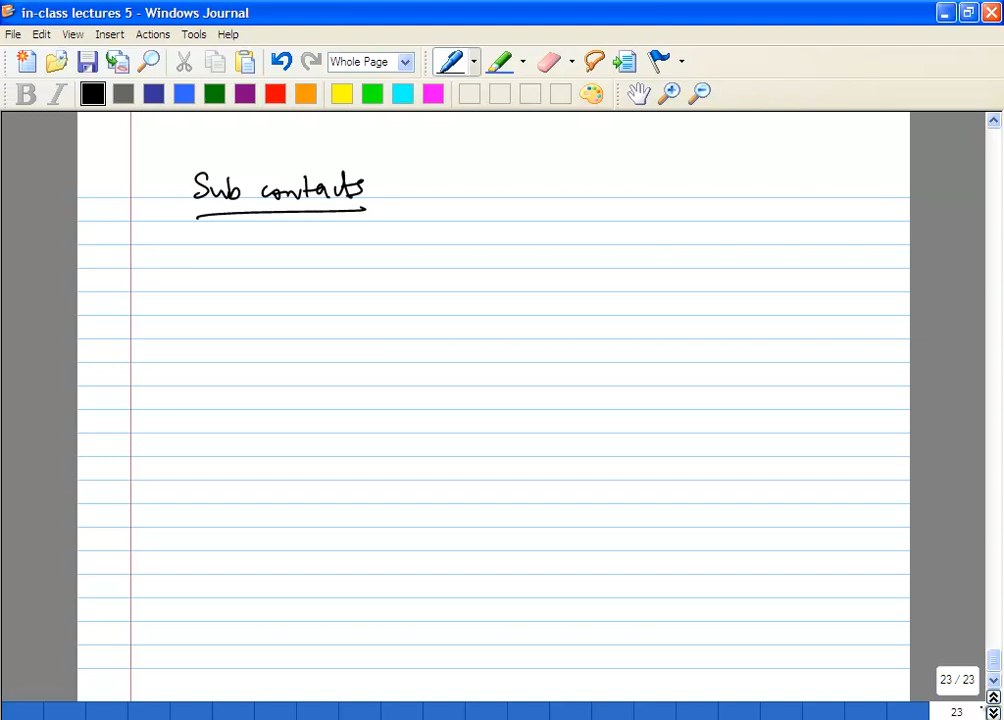 in-class lectures 5 - Windows Journal
File Edit View Insert Actions Tools Help
Whole Page
B I
Sub contacts
23 / 23
23